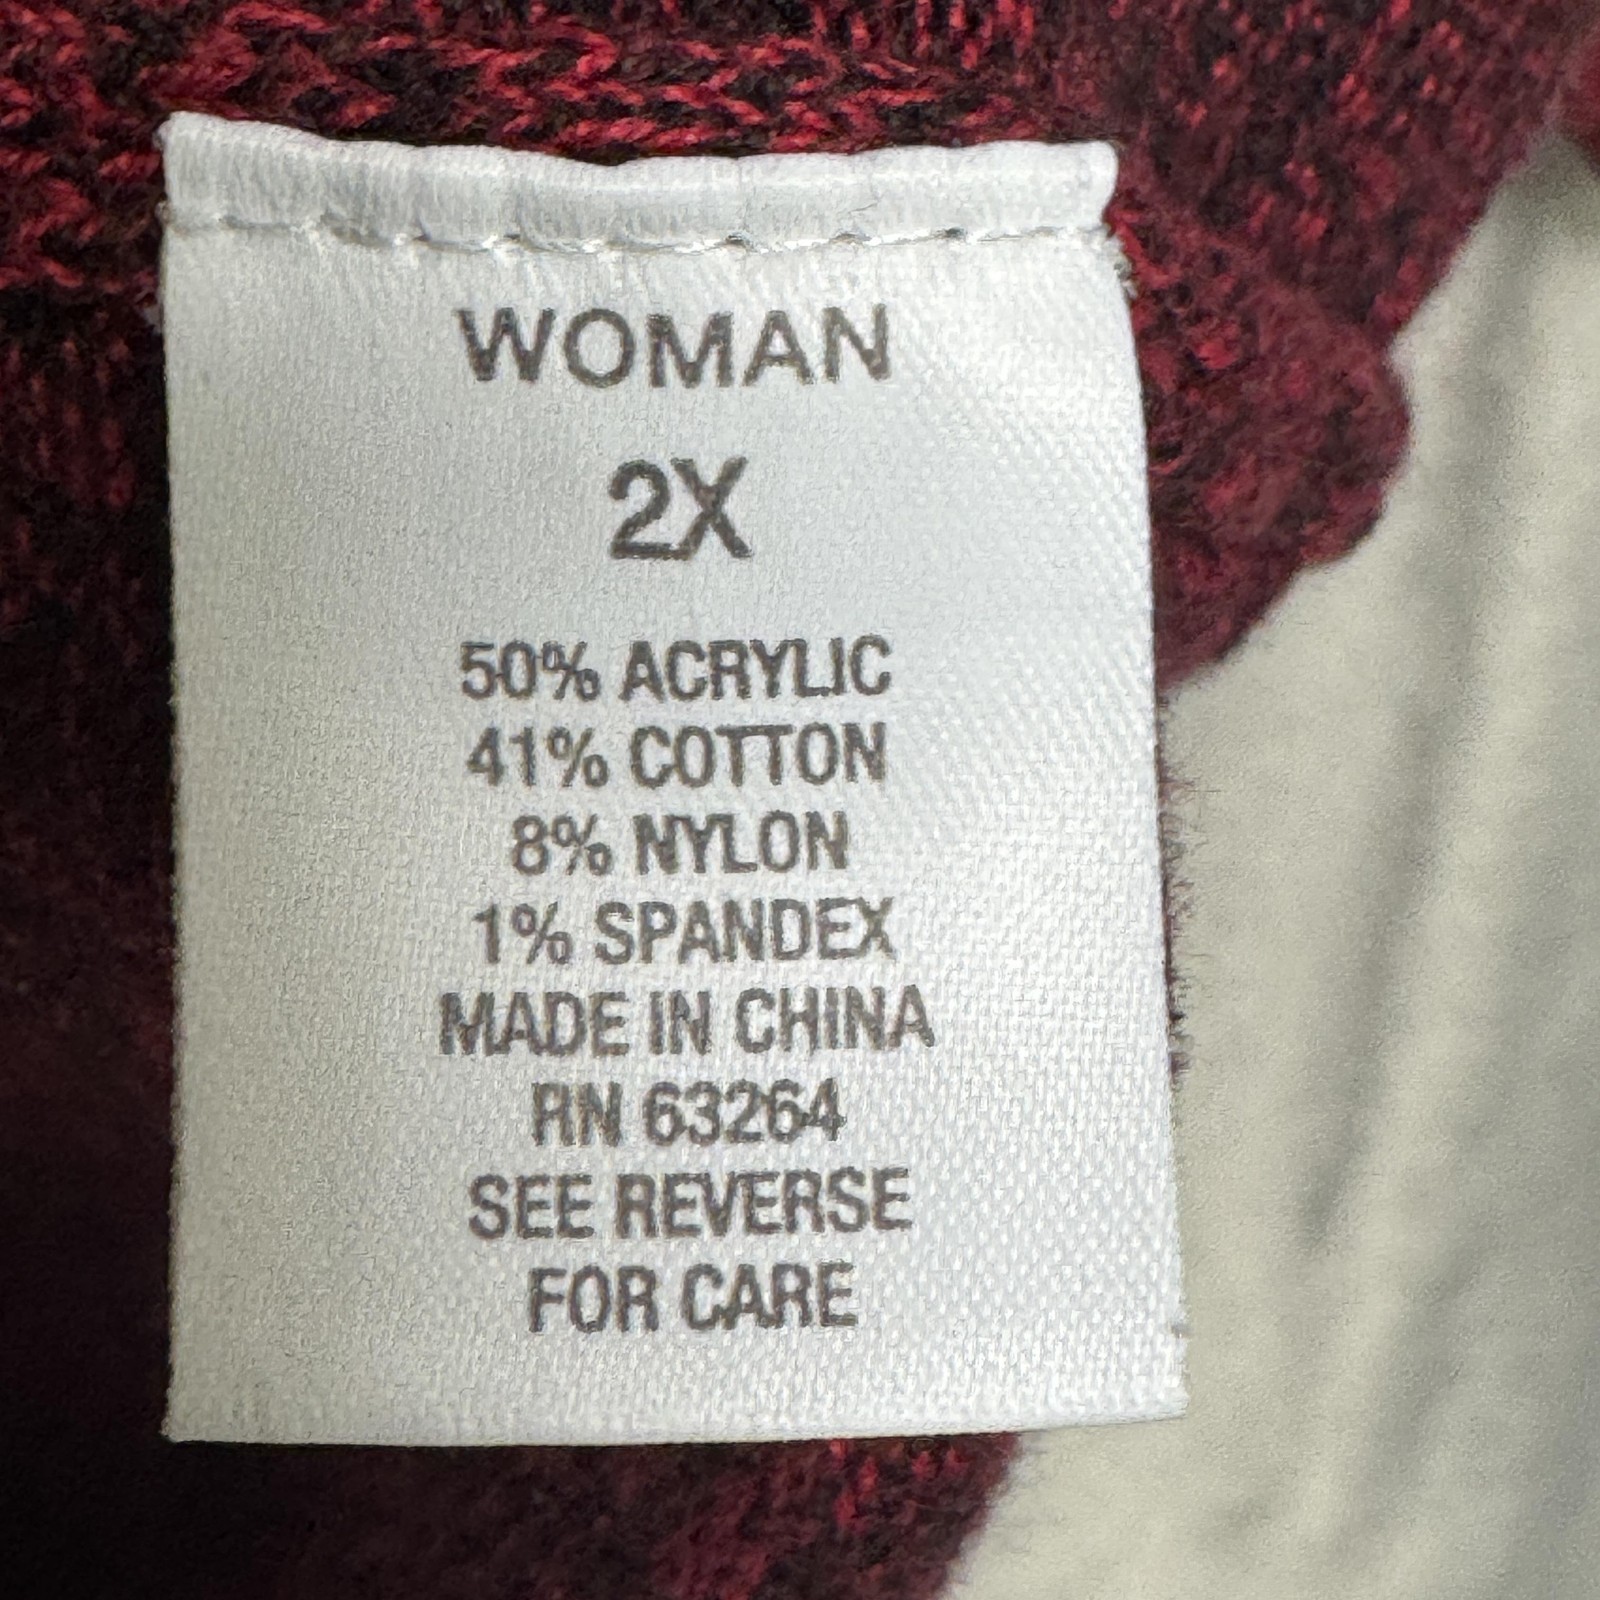 WOMAN
2X
50% ACRYLIC
41% COTTON
8% NYLON
1% SPANDEX
MADE IN CHINA
RN 63264
SEE REVERSE
FOR CARE